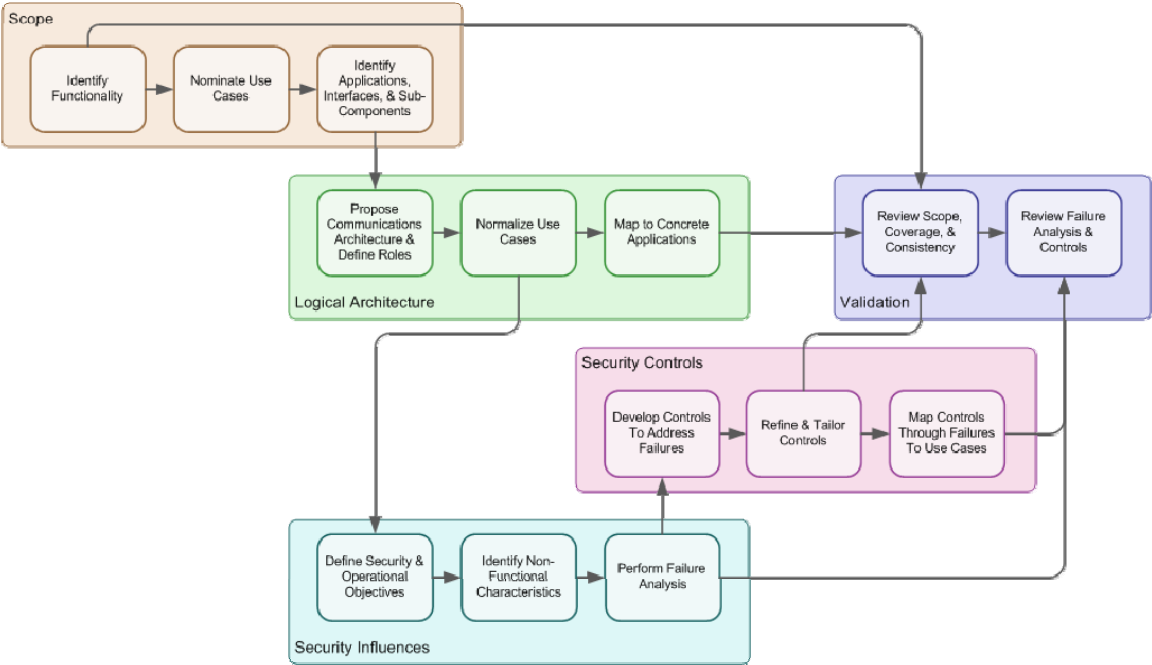 Scope
Identify
Functionality
Nominate Use
Cases
Identify
Applications,
Interfaces, & Sub-
Components
Propose
Communications
Architecture &
Define Roles
Normalize Use
Cases
Map to Concrete
Applications
Logical Architecture
Review Scope,
Coverage, &
Consistency
Review Failure
Analysis &
Controls
Validation
Security Controls
Develop Controls
To Address
Failures
Refine & Tailor
Controls
Map Controls
Through Failures
To Use Cases
Define Security &
Operational
Objectives
Identify Non-
Functional
Characteristics
Perform Failure
Analysis
Security Influences